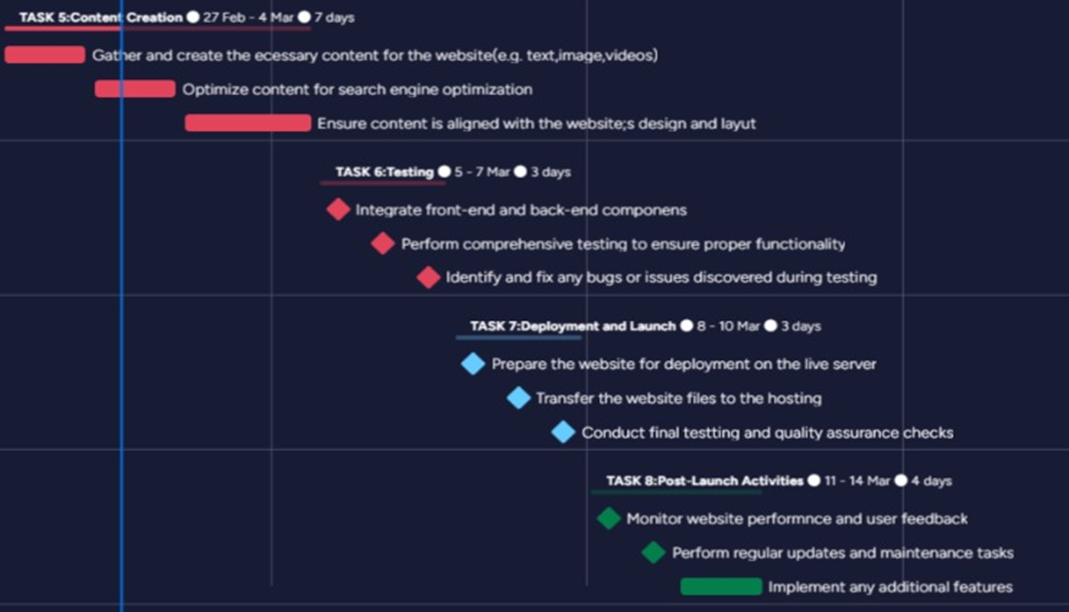 TASK 5:Content Creation ● 27 Feb - 4 Mar ● 7 days
Gather and create the ecessary content for the website(e.g. text,image,videos)
Optimize content for search engine optimization
Ensure content is aligned with the website;s design and layut
TASK 6:Testing ● 5 - 7 Mar ● 3 days
Integrate front-end and back-end componens
Perform comprehensive testing to ensure proper functionality
Identify and fix any bugs or issues discovered during testing
TASK 7:Deployment and Launch ● 8 - 10 Mar ● 3 days
Prepare the website for deployment on the live server
Transfer the website files to the hosting
Conduct final testting and quality assurance checks
TASK 8:Post-Launch Activities ● 11 - 14 Mar ● 4 days
Monitor website performnce and user feedback
Perform regular updates and maintenance tasks
Implement any additional features